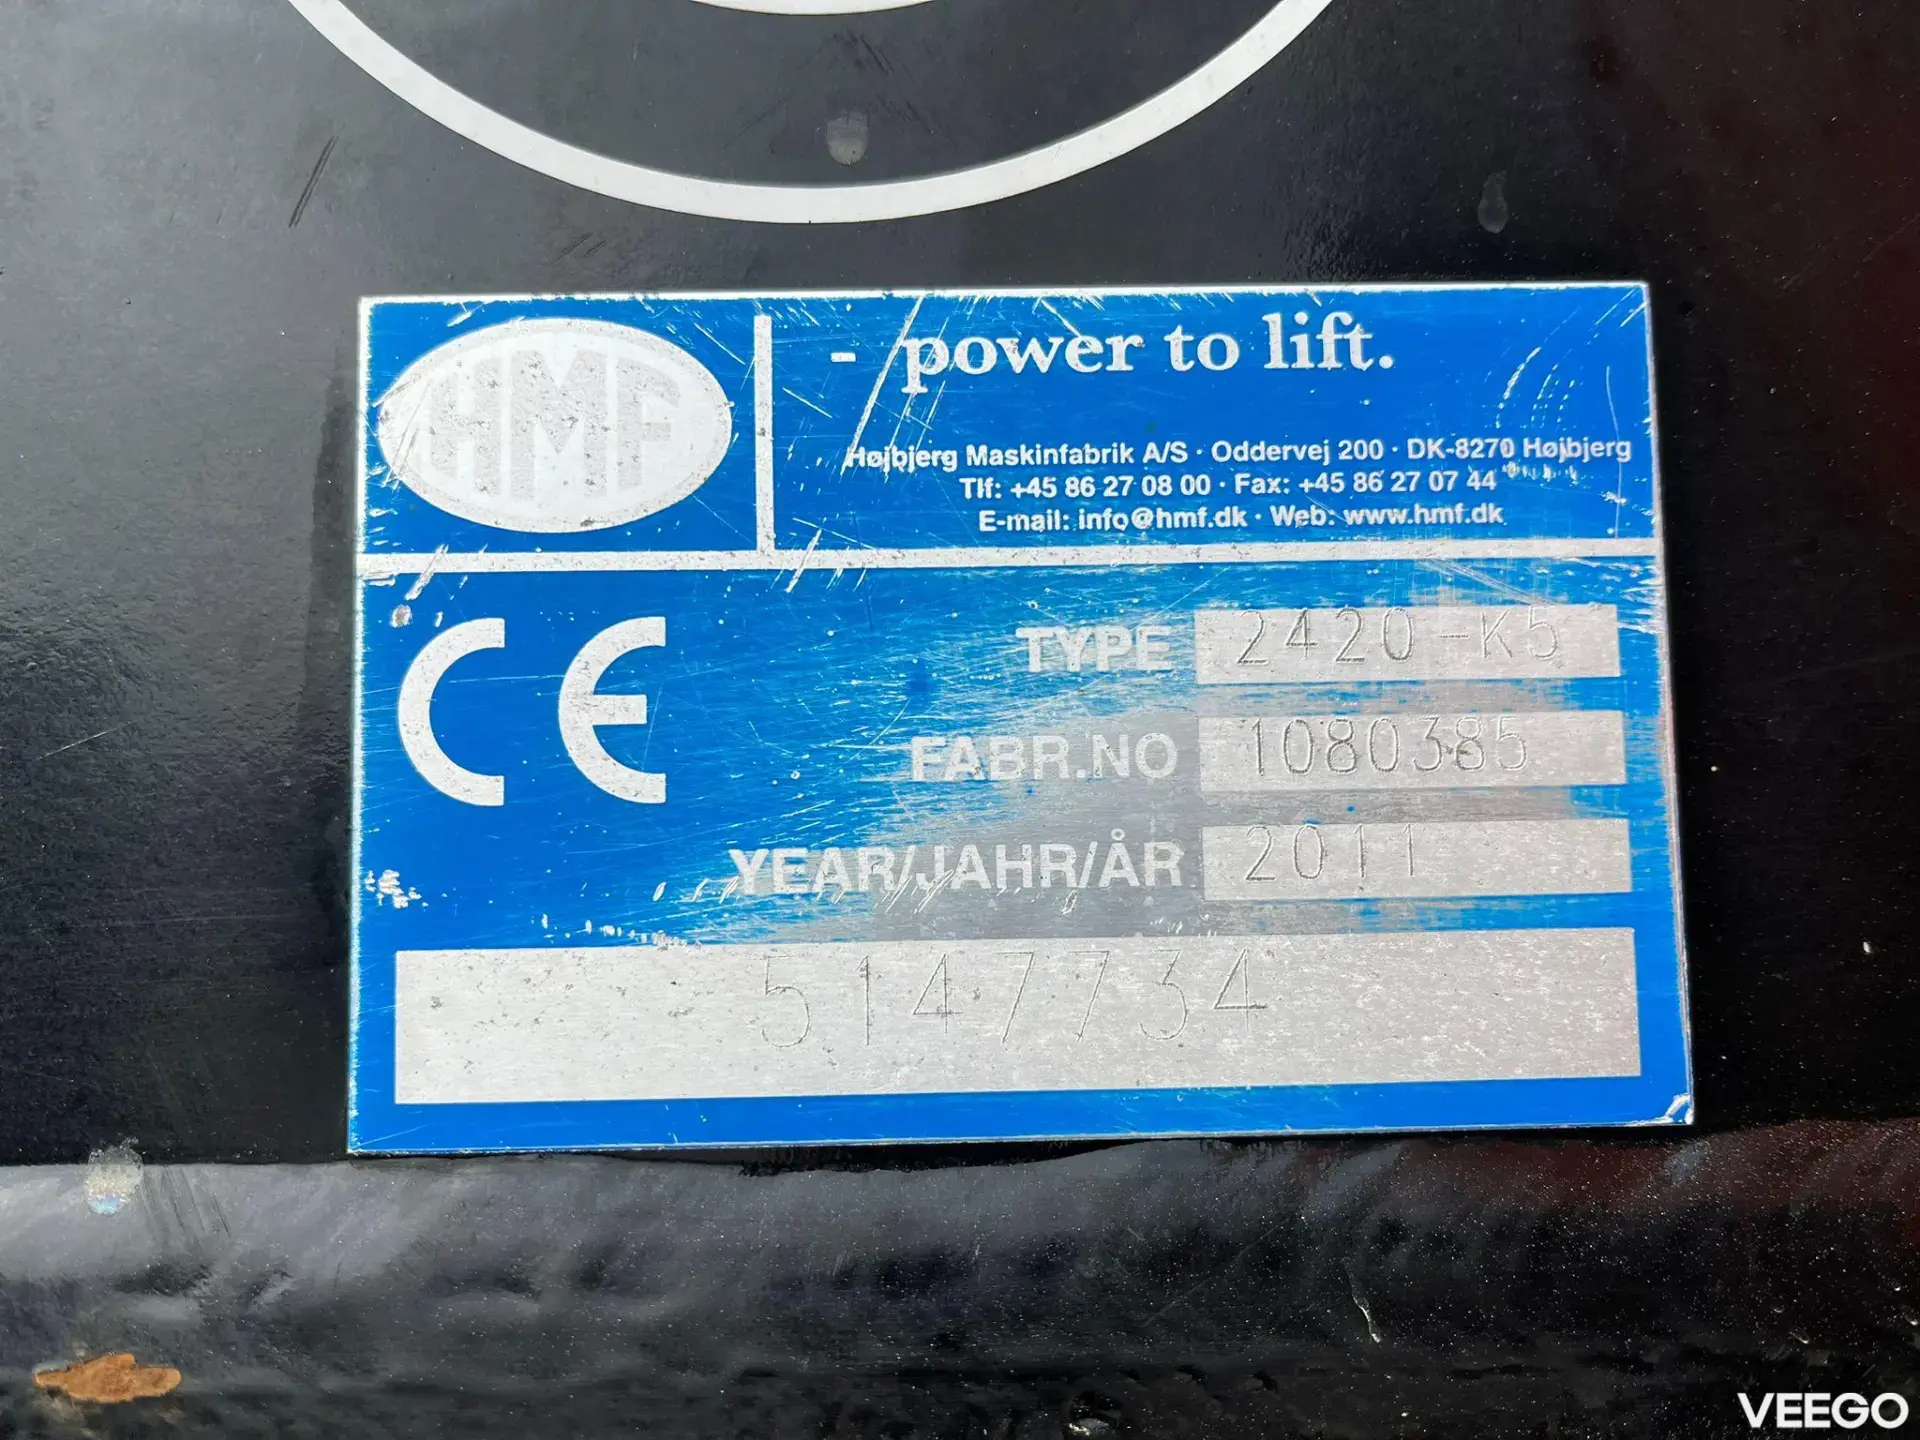 HMF
- power to lift.
Højbjerg Maskinfabrik A/S · Oddervej 200 · DK-8270 Højbjerg
Tlf: +45 86 27 08 00 · Fax: +45 86 27 07 44
E-mail: info@hmf.dk · Web: www.hmf.dk
CE
TYPE 2420-K5
FABR.NO 1080385
YEAR/JAHR/ÅR 2011
5147734
VEEGO